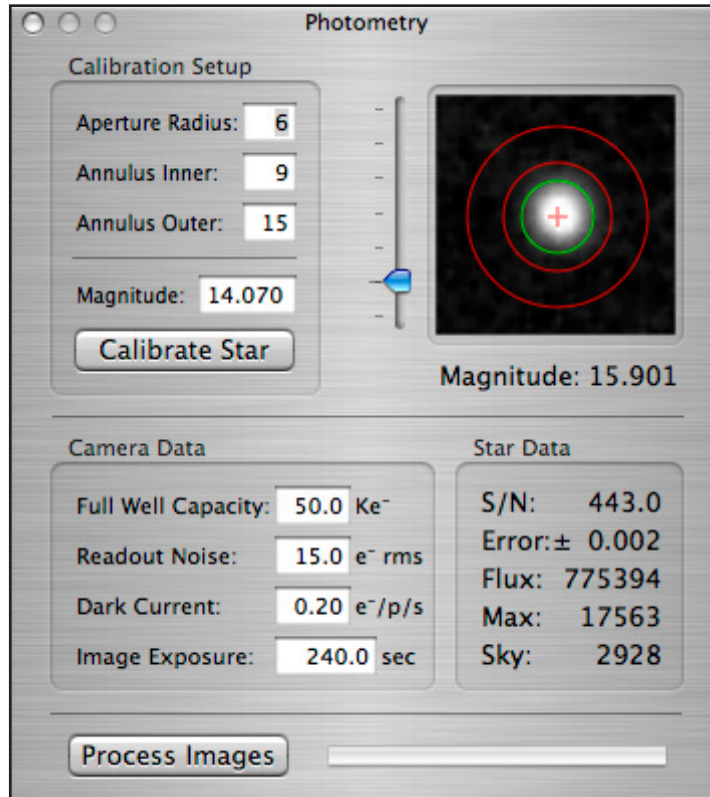 Photometry
Calibration Setup
Aperture Radius: 6
Annulus Inner: 9
Annulus Outer: 15
Magnitude: 14.070
Calibrate Star
Magnitude: 15.901
Camera Data
Full Well Capacity: 50.0 Ke⁻
Readout Noise: 15.0 e⁻ rms
Dark Current: 0.20 e⁻/p/s
Image Exposure: 240.0 sec
Star Data
S/N: 443.0
Error:± 0.002
Flux: 775394
Max: 17563
Sky: 2928
Process Images